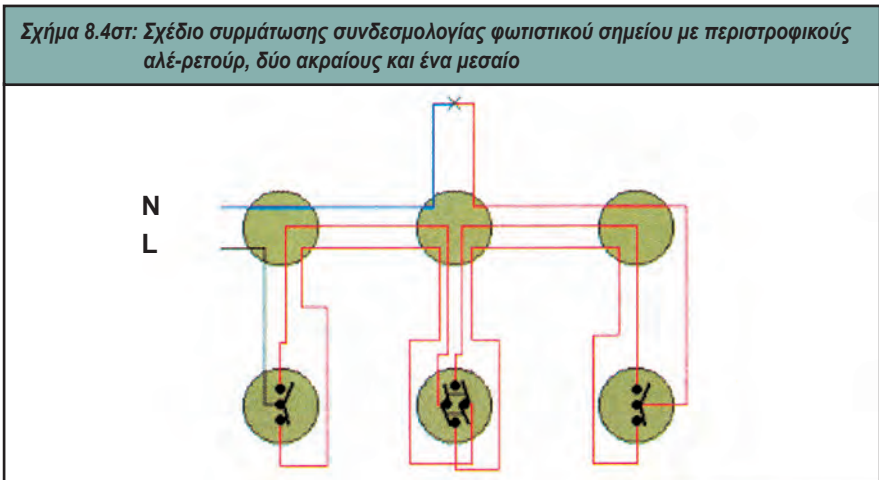 Σχήμα 8.4στ: Σχέδιο συρμάτωσης συνδεσμολογίας φωτιστικού σημείου με περιστροφικούς
αλέ-ρετούρ, δύο ακραίους και ένα μεσαίο
N
L